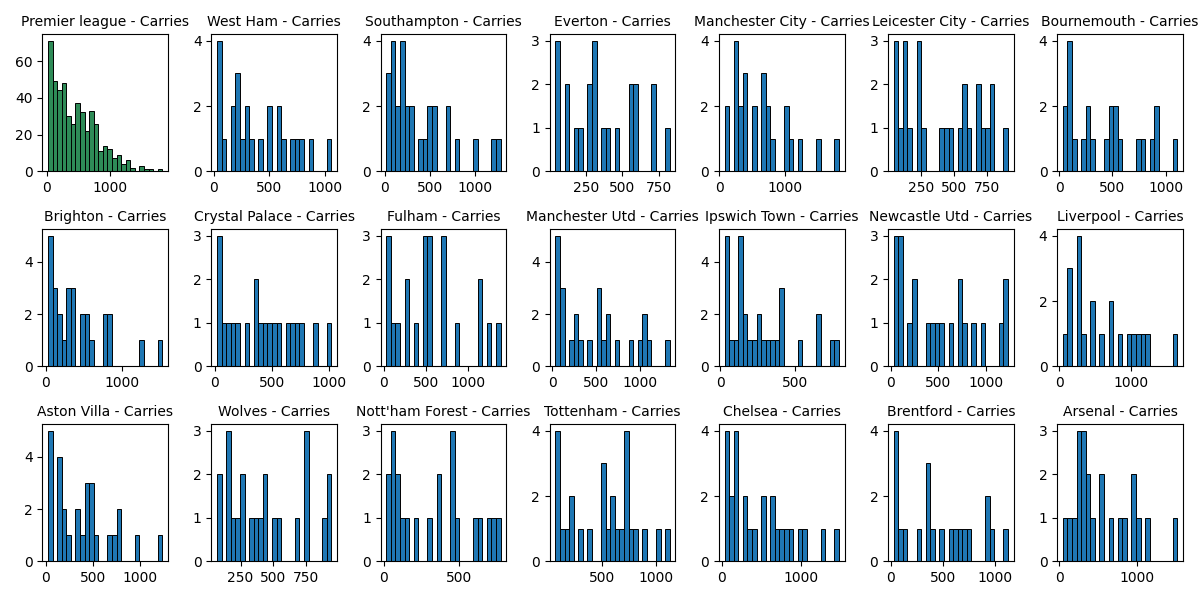 Premier league - Carries
60
40
20
0
0 1000
West Ham - Carries
4
2
0
0 500 1000
Southampton - Carries
4
2
0
0 500 1000
Everton - Carries
3
2
1
0
250 500 750
Manchester City - Carries
4
2
0
0 1000
Leicester City - Carries
3
2
1
0
250 500 750
Bournemouth - Carries
4
2
0
0 500 1000
Brighton - Carries
4
2
0
0 1000
Crystal Palace - Carries
3
2
1
0
0 500 1000
Fulham - Carries
3
2
1
0
0 500 1000
Manchester Utd - Carries
4
2
0
0 500 1000
Ipswich Town - Carries
4
2
0
0 500
Newcastle Utd - Carries
3
2
1
0
0 500 1000
Liverpool - Carries
4
2
0
0 1000
Aston Villa - Carries
4
2
0
0 500 1000
Wolves - Carries
3
2
1
0
250 500 750
Nott'ham Forest - Carries
3
2
1
0
0 500
Tottenham - Carries
4
2
0
500 1000
Chelsea - Carries
4
2
0
0 1000
Brentford - Carries
4
2
0
0 500 1000
Arsenal - Carries
3
2
1
0
0 1000